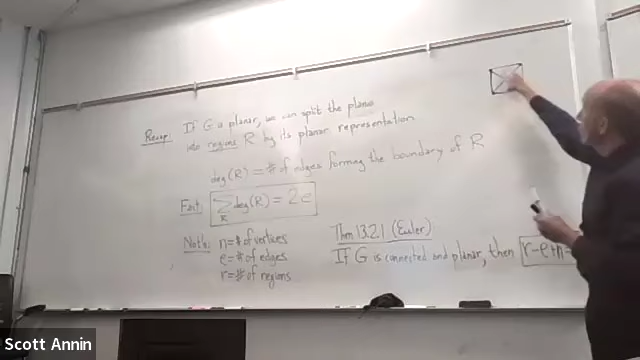 Recap: If G is planar, we can split the plane
into regions R by its planar representation
deg(R) = # of edges forming the boundary of R
Fact: ∑ deg(R) = 2e
R
Thm 13.2.1 (Euler)
If G is connected and planar, then r-e+n=
n = # of vertices
e = # of edges
r = # of regions
Scott Annin